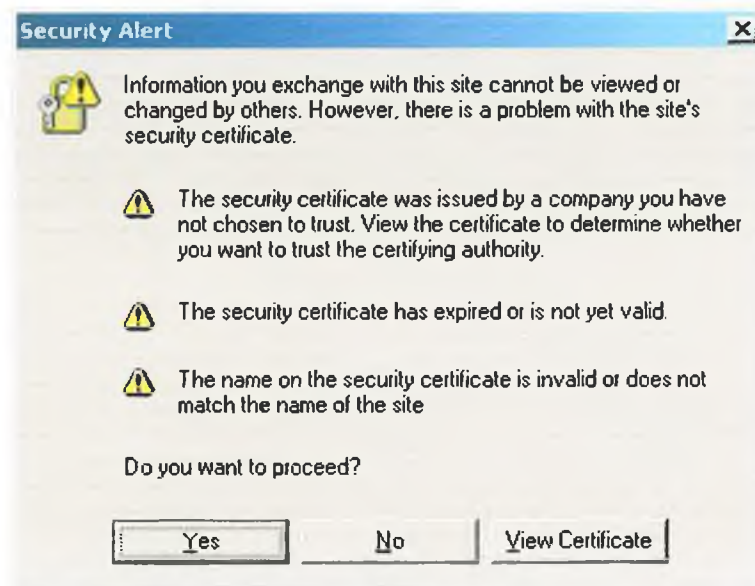 Security Alert
Information you exchange with this site cannot be viewed or
changed by others. However, there is a problem with the site's
security certificate.
The security certificate was issued by a company you have
not chosen to trust. View the certificate to determine whether
you want to trust the certifying authority.
The security certificate has expired or is not yet valid.
The name on the security certificate is invalid or does not
match the name of the site
Do you want to proceed?
Yes No View Certificate